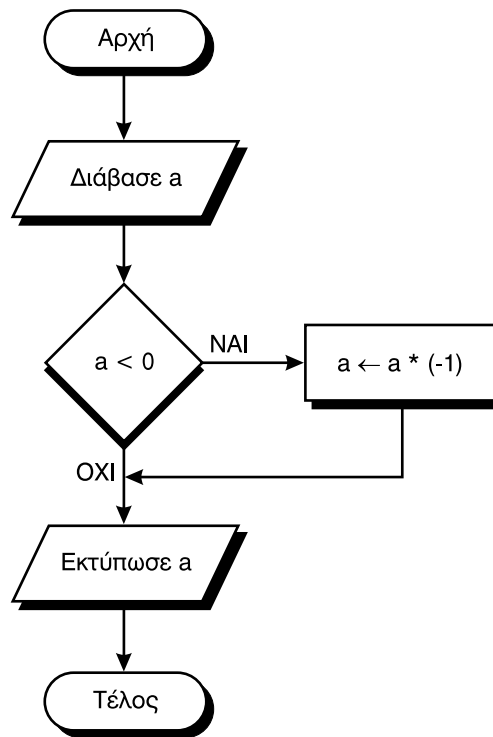 Αρχή
Διάβασε a
a < 0
ΝΑΙ
a ← a * (-1)
ΟΧΙ
Εκτύπωσε a
Τέλος